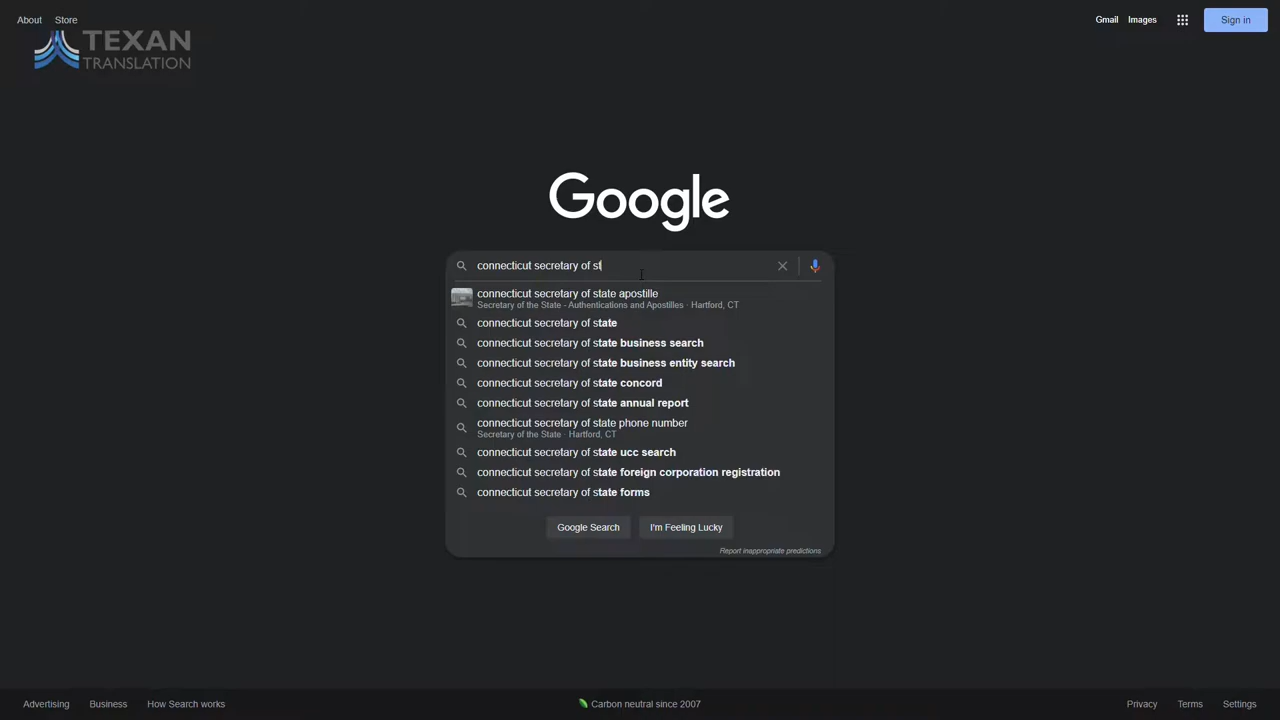 About Store
Gmail Images Sign in
TEXAN
TRANSLATION
Google
connecticut secretary of st
connecticut secretary of state apostille
Secretary of the State - Authentications and Apostilles · Hartford, CT
connecticut secretary of state
connecticut secretary of state business search
connecticut secretary of state business entity search
connecticut secretary of state concord
connecticut secretary of state annual report
connecticut secretary of state phone number
Secretary of the State · Hartford, CT
connecticut secretary of state ucc search
connecticut secretary of state foreign corporation registration
connecticut secretary of state forms
Google Search I'm Feeling Lucky
Report inappropriate predictions
Advertising Business How Search works Carbon neutral since 2007 Privacy Terms Settings